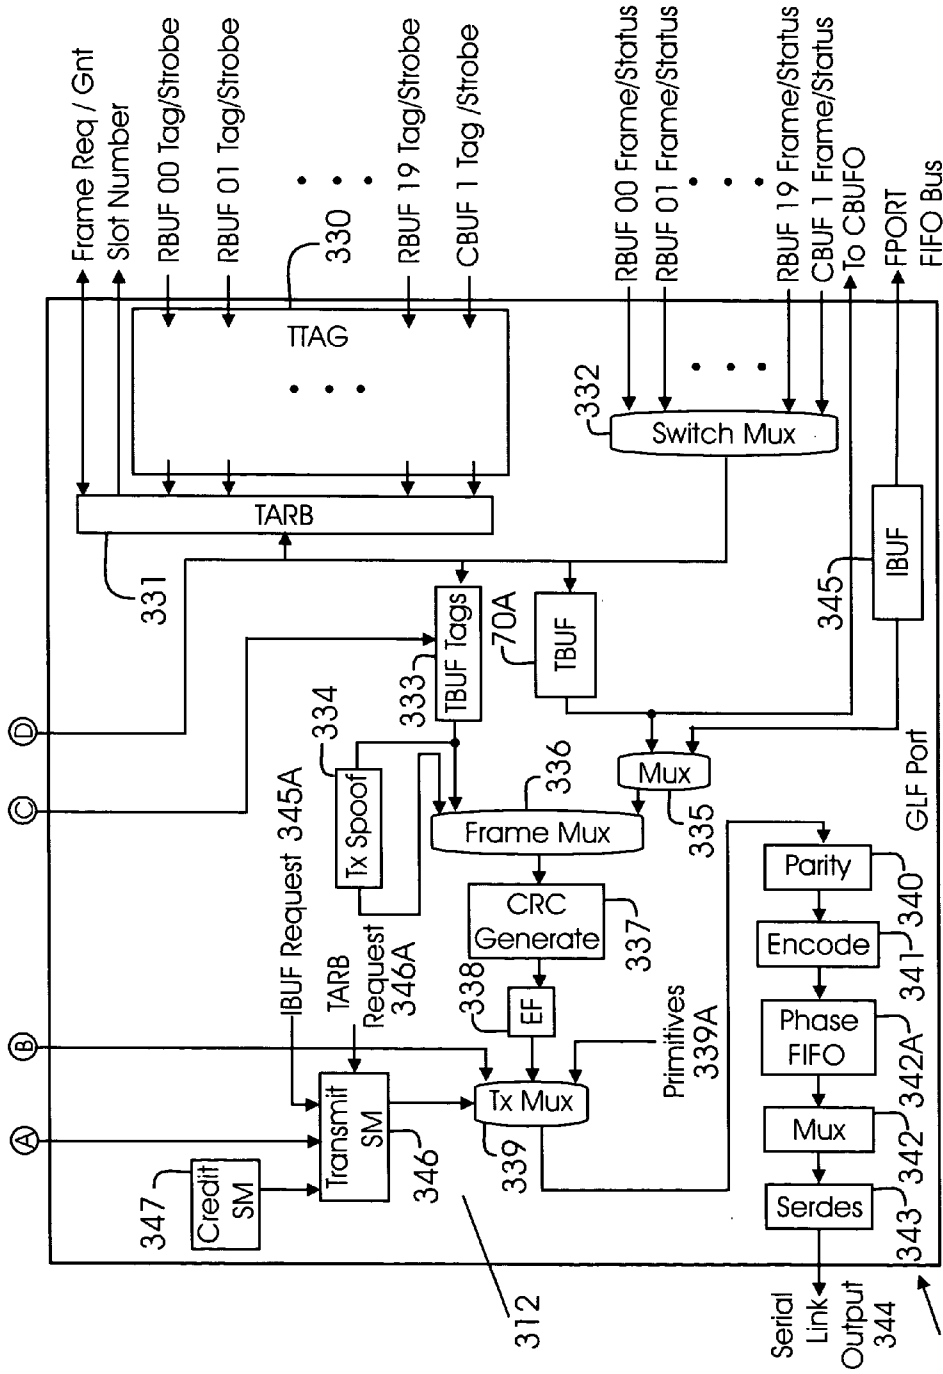 Frame Req / Gnt
Slot Number
RBUF 00 Tag/Strobe
RBUF 01 Tag/Strobe
330
RBUF 19 Tag/Strobe
CBUF 1 Tag /Strobe
RBUF 00 Frame/Status
RBUF 01 Frame/Status
RBUF 19 Frame/Status
CBUF 1 Frame/Status
To CBUFO
FPORT
FIFO Bus
TTAG
TARB
331
332
Switch Mux
345
IBUF
D
C
333
TBUF Tags
70A
TBUF
334
Tx Spoof
336
Frame Mux
Mux
335
GLF Port
IBUF Request 345A
TARB
Request
346A
CRC
Generate
337
338
EF
B
A
347
Credit
SM
Transmit
SM
346
Tx Mux
339
Primitives
339A
Parity
340
Encode
341
Phase
FIFO
342A
Mux
342
Serdes
343
312
Serial
Link
Output
344